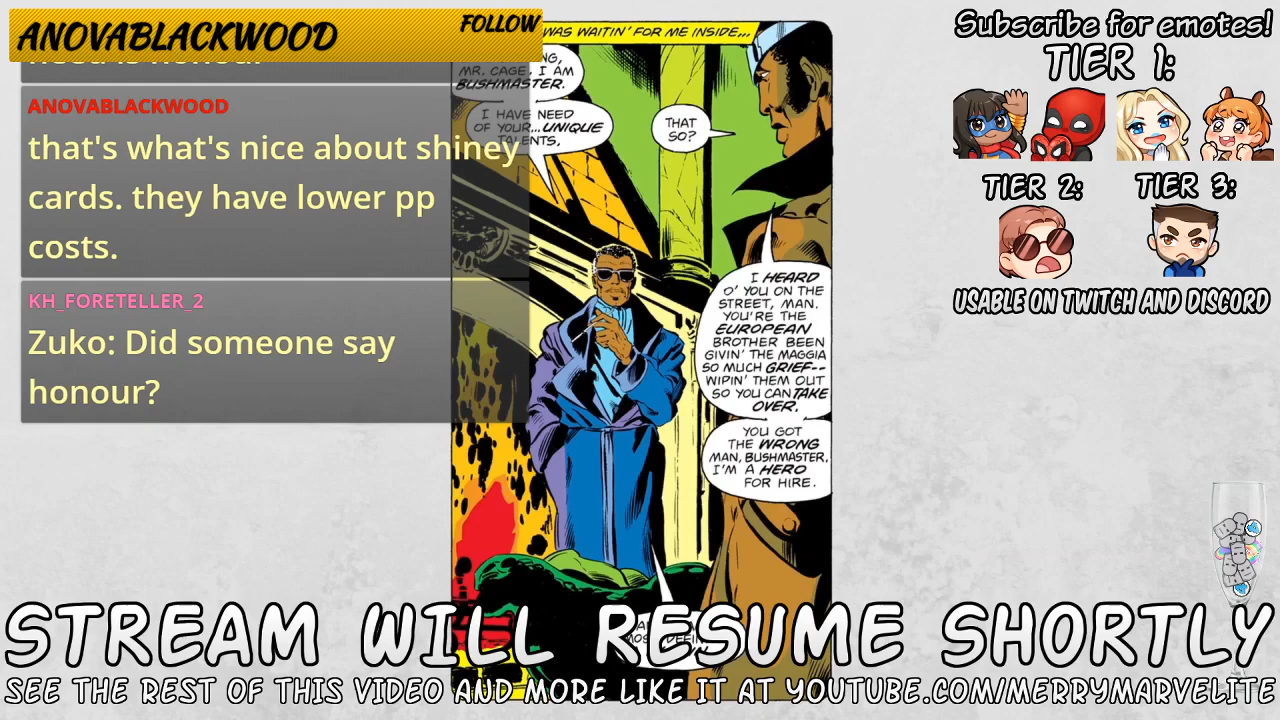 ANOVABLACKWOOD
FOLLOW
ANOVABLACKWOOD
that's what's nice about shiney
cards. they have lower pp
costs.
KH_FORETELLER_2
Zuko: Did someone say
honour?
WAS WAITIN' FOR ME INSIDE...
MR. CAGE. I AM
BUSHMASTER.
I HAVE NEED
OF YOUR...UNIQUE
TALENTS.
THAT
SO?
I HEARD
O' YOU ON THE
STREET, MAN.
YOU'RE THE
EUROPEAN
BROTHER BEEN
GIVIN' THE MAGGIA
SO MUCH GRIEF--
WIPIN' THEM OUT
SO YOU CAN TAKE
OVER.
YOU GOT
THE WRONG
MAN, BUSHMASTER.
I'M A HERO
FOR HIRE.
Subscribe for emotes!
TIER 1:
TIER 2:
TIER 3:
USABLE ON TWITCH AND DISCORD
STREAM WILL RESUME SHORTLY
SEE THE REST OF THIS VIDEO AND MORE LIKE IT AT YOUTUBE.COM/MERRYMARVELITE